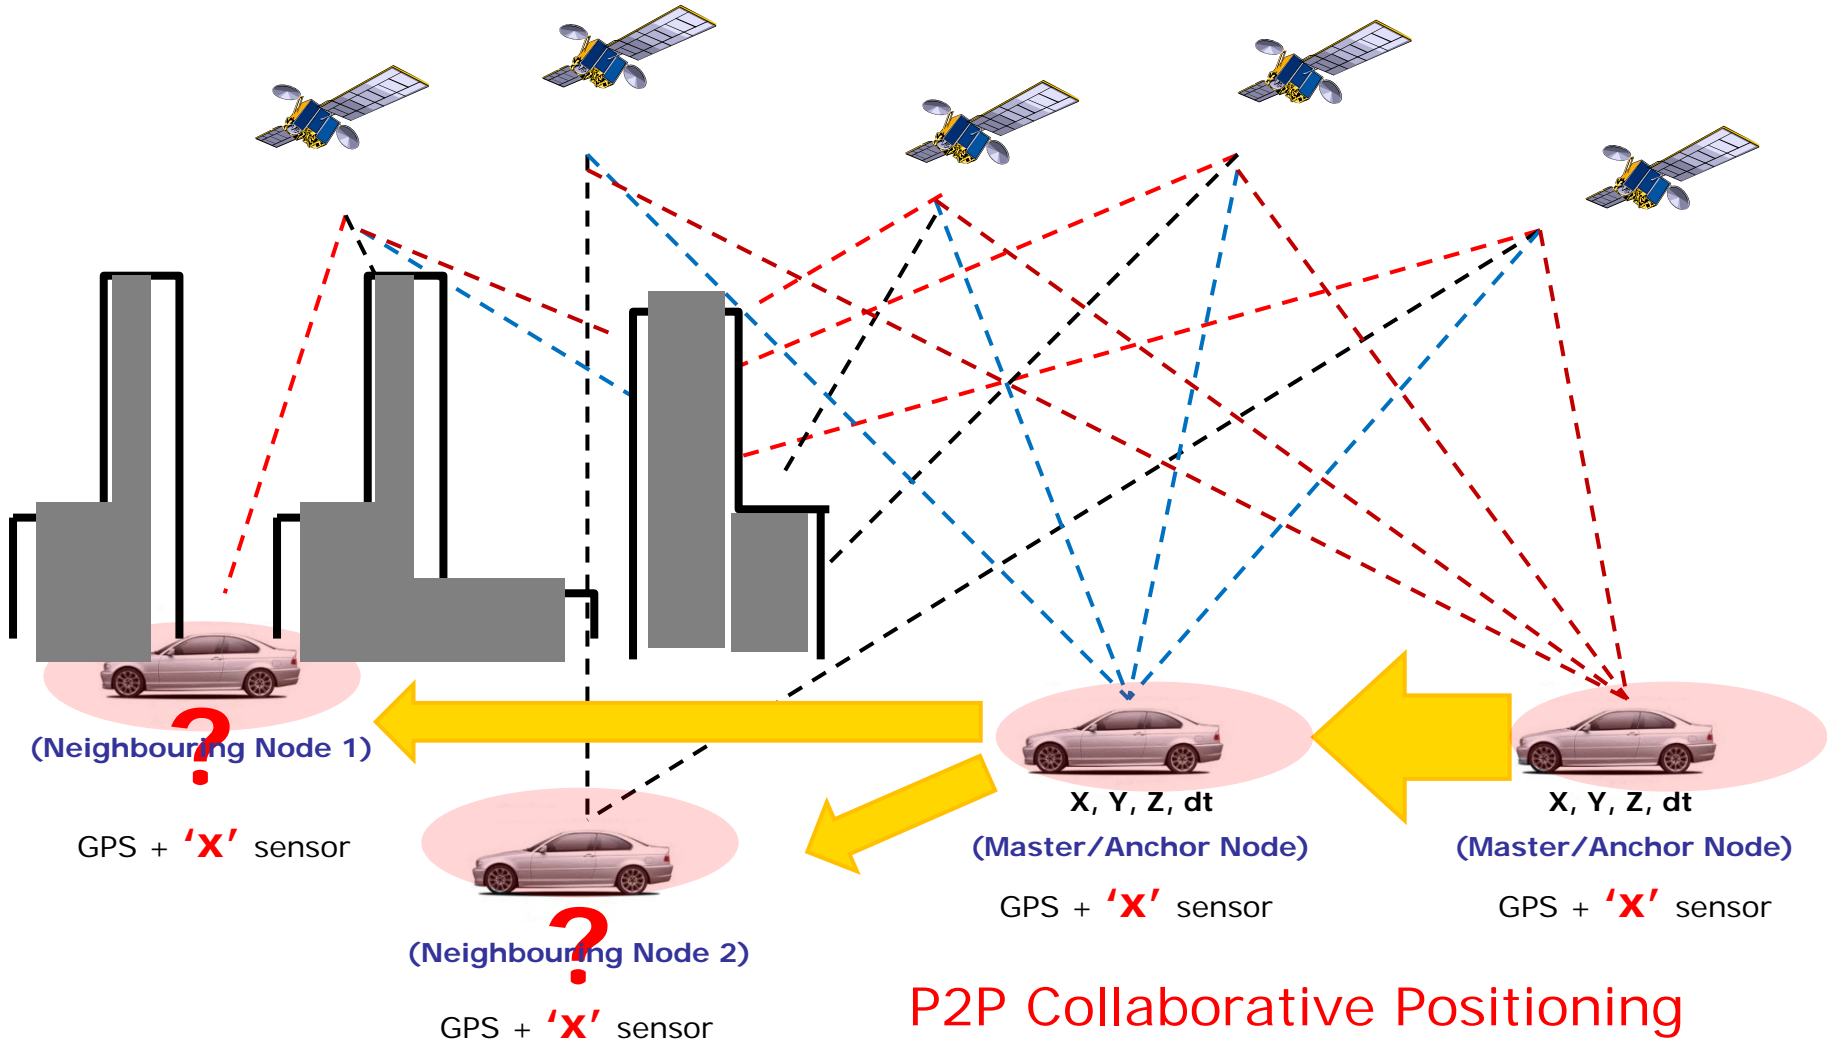 (Neighbouring Node 1)
?
GPS + ‘x’ sensor
(Neighbouring Node 2)
?
GPS + ‘x’ sensor
X, Y, Z, dt
(Master/Anchor Node)
GPS + ‘x’ sensor
X, Y, Z, dt
(Master/Anchor Node)
GPS + ‘x’ sensor
P2P Collaborative Positioning